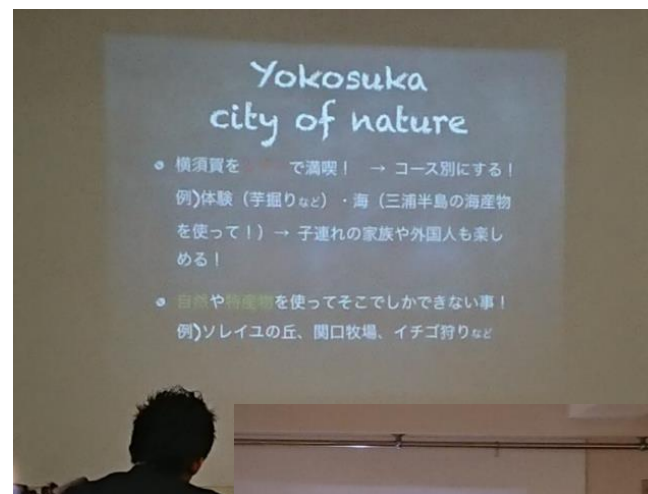 Yokosuka
city of nature
• 横須賀を で満喫! → コース別にする!
例)体験(芋掘りなど)・海(三浦半島の海産物
を使って!)→ 子連れの家族や外国人も楽し
める!
• 自然や特産物を使ってそこでしかできない事!
例)ソレイユの丘、関口牧場、イチゴ狩りなど